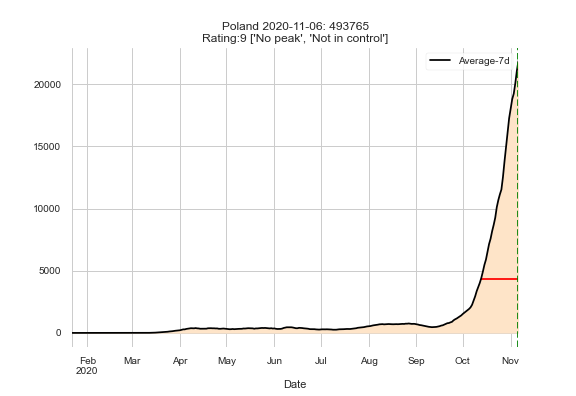 Poland 2020-11-06: 493765
Rating:9 ['No peak', 'Not in control']
Average-7d
20000
15000
10000
5000
0
Feb Mar Apr May Jun Jul Aug Sep Oct Nov
2020
Date